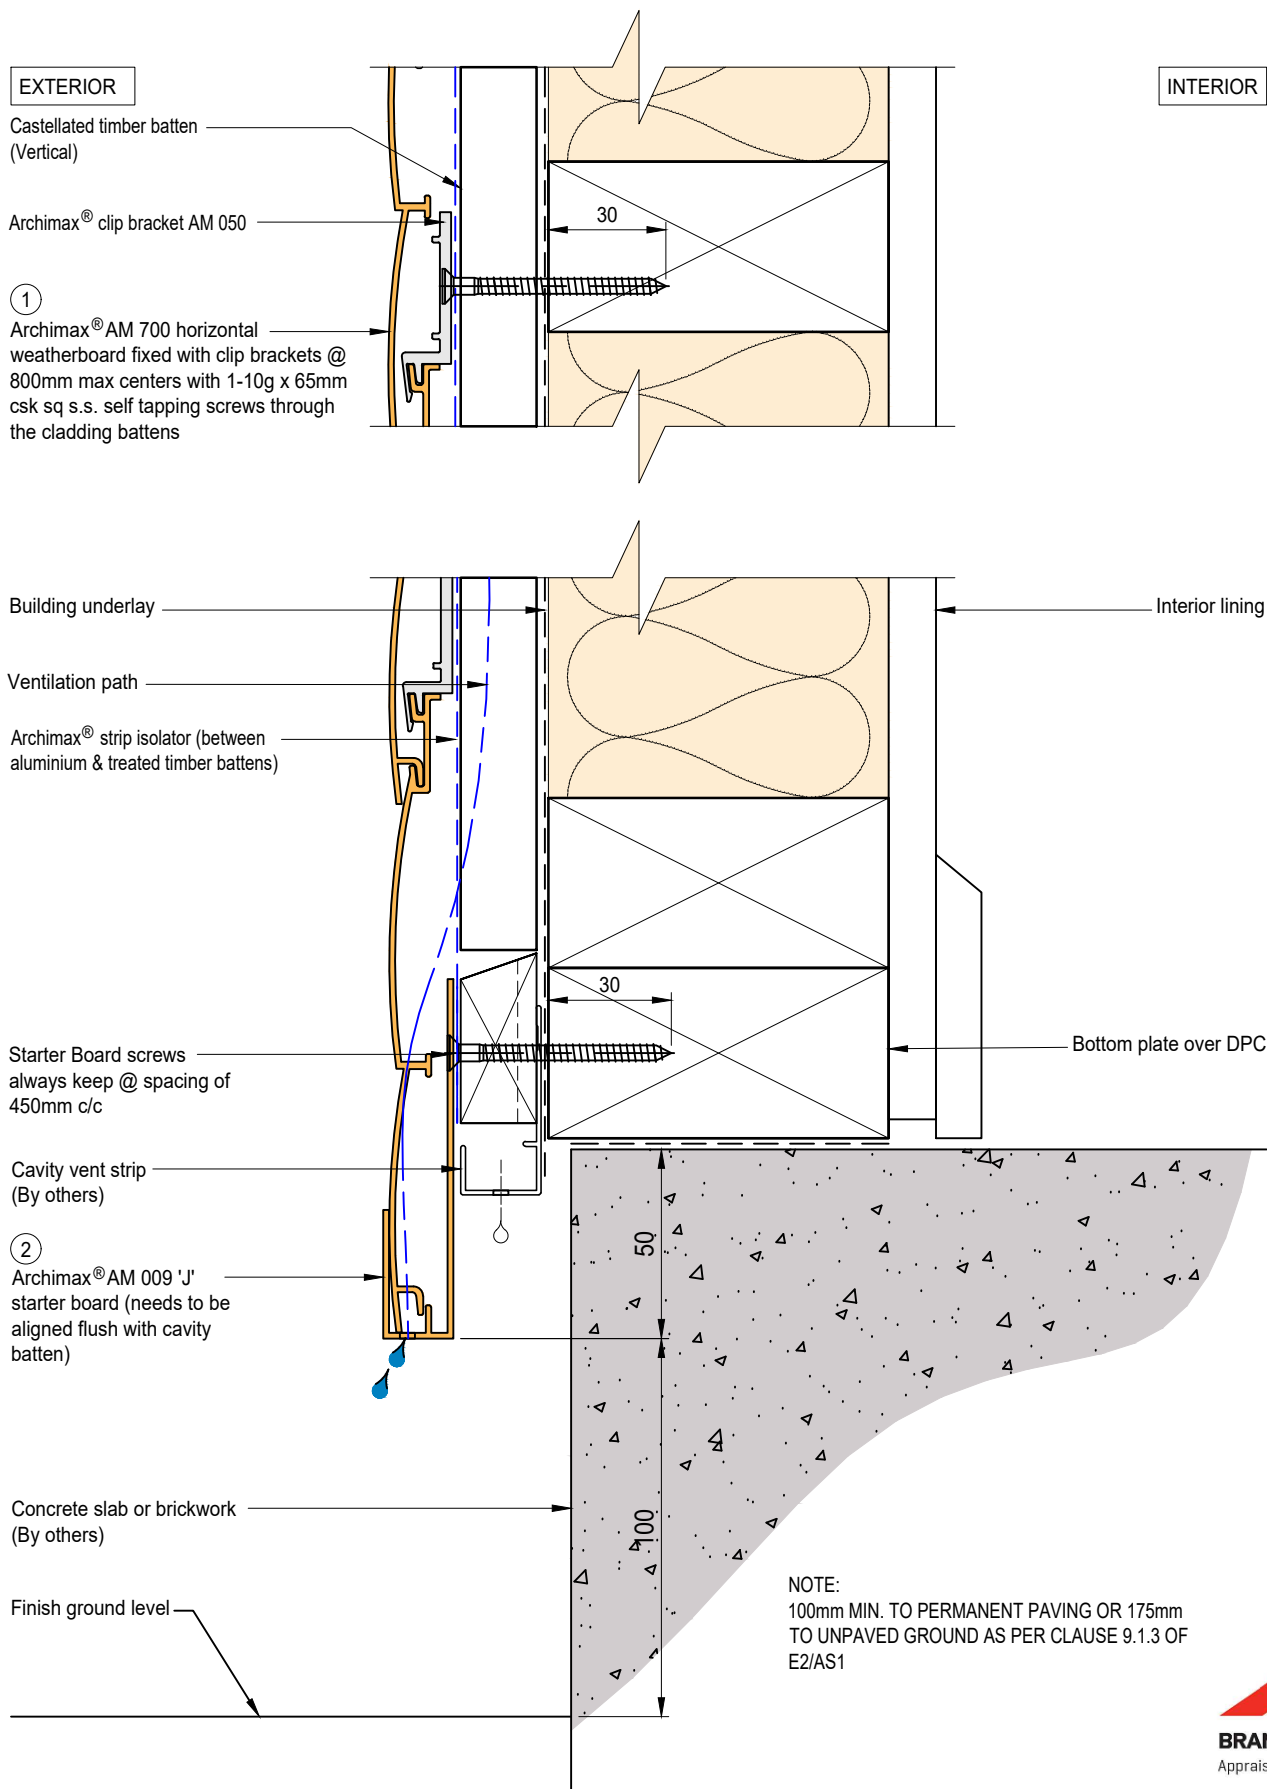 EXTERIOR
INTERIOR
Castellated timber batten
(Vertical)
Archimax® clip bracket AM 050
30
1
Archimax® AM 700 horizontal
weatherboard fixed with clip brackets @
800mm max centers with 1-10g x 65mm
csk sq s.s. self tapping screws through
the cladding battens
Building underlay
Interior lining
Ventilation path
Archimax® strip isolator (between
aluminium & treated timber battens)
30
Starter Board screws
always keep @ spacing of
450mm c/c
Bottom plate over DPC
Cavity vent strip
(By others)
50
2
Archimax® AM 009 'J'
starter board (needs to be
aligned flush with cavity
batten)
100
Concrete slab or brickwork
(By others)
Finish ground level
NOTE:
100mm MIN. TO PERMANENT PAVING OR 175mm
TO UNPAVED GROUND AS PER CLAUSE 9.1.3 OF
E2/AS1